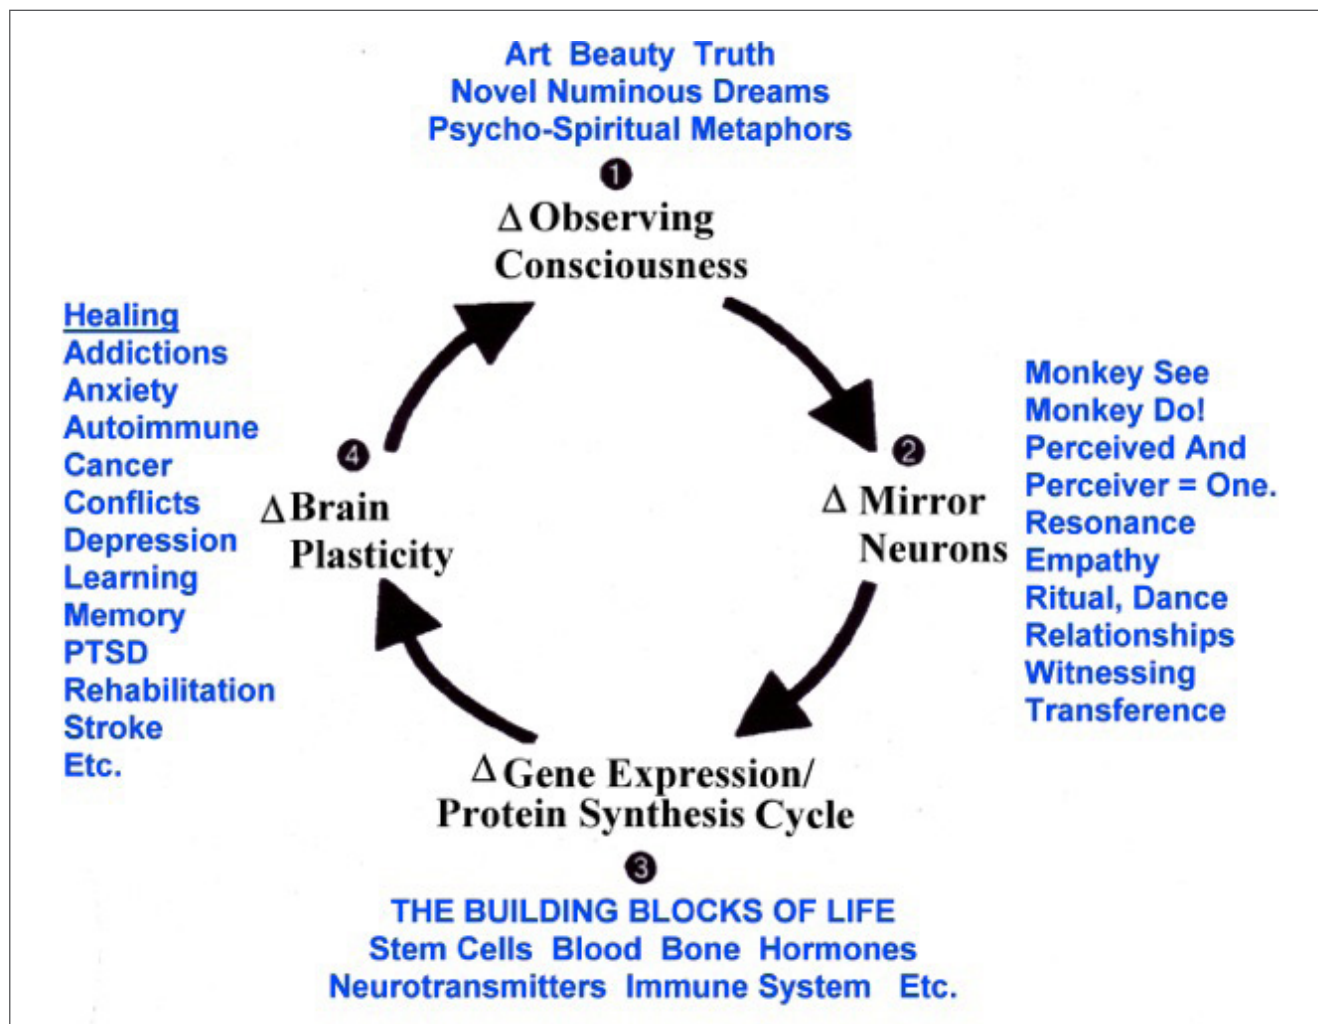 Art Beauty Truth
Novel Numinous Dreams
Psycho-Spiritual Metaphors
1
Δ Observing
Consciousness
2
Δ Mirror
Neurons
Monkey See
Monkey Do!
Perceived And
Perceiver = One.
Resonance
Empathy
Ritual, Dance
Relationships
Witnessing
Transference
Δ Gene Expression/
Protein Synthesis Cycle
3
THE BUILDING BLOCKS OF LIFE
Stem Cells Blood Bone Hormones
Neurotransmitters Immune System Etc.
4
Δ Brain
Plasticity
Healing
Addictions
Anxiety
Autoimmune
Cancer
Conflicts
Depression
Learning
Memory
PTSD
Rehabilitation
Stroke
Etc.